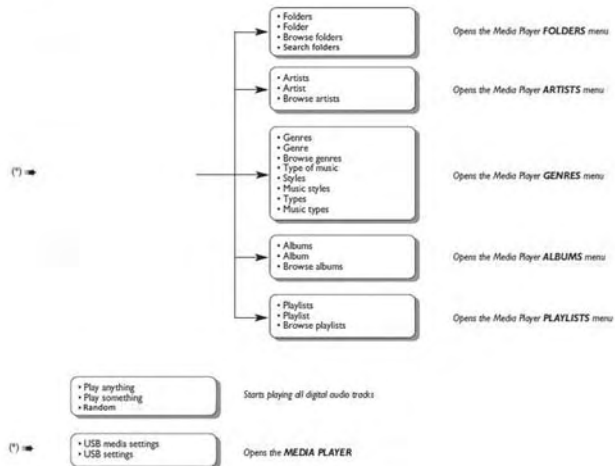 • Folders
• Folder
• Browse folders
• Search folders
Opens the Media Player FOLDERS menu
• Artists
• Artist
• Browse artists
Opens the Media Player ARTISTS menu
(*) ➠
• Genres
• Genre
• Browse genres
• Type of music
• Styles
• Music styles
• Types
• Music types
Opens the Media Player GENRES menu
• Albums
• Album
• Browse albums
Opens the Media Player ALBUMS menu
• Playlists
• Playlist
• Browse playlists
Opens the Media Player PLAYLISTS menu
• Play anything
• Play something
• Random
Starts playing all digital audio tracks
(*) ➠
• USB media settings
• USB settings
Opens the MEDIA PLAYER